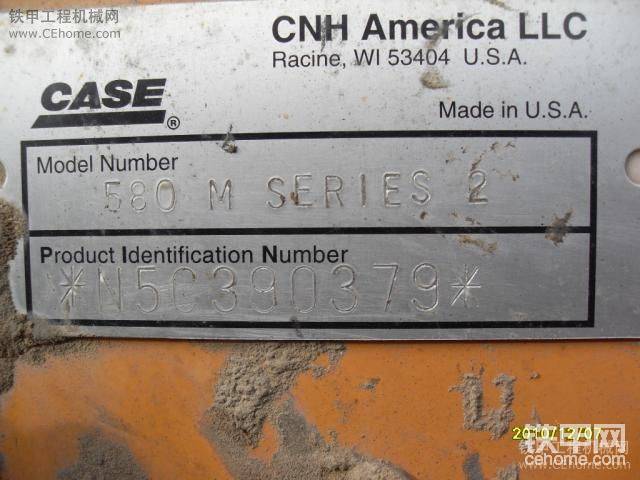 铁甲工程机械网
www.CEhome.com
CNH America LLC
Racine, WI 53404 U.S.A.
CASE®
Made in U.S.A.
Model Number
580 M SERIES 2
Product Identification Number
*N5C390379*
2010/12/07
铁甲网
cehome.com